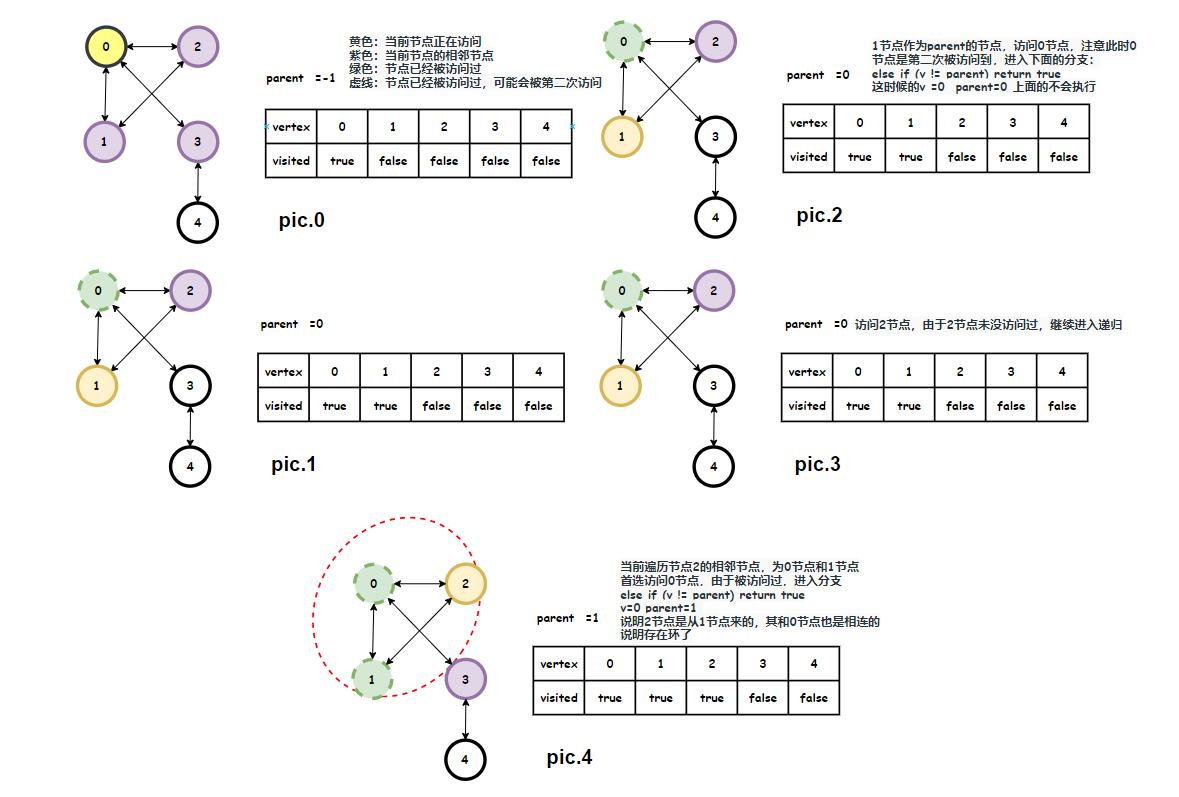 0
2
1
3
4
parent =-1
黄色：当前节点正在访问
紫色：当前节点的相邻节点
绿色：节点已经被访问过
虚线：节点已经被访问过，可能会被第二次访问
vertex 0 1 2 3 4
visited true false false false false
pic.0
0
2
1
3
4
parent =0
1节点作为parent的节点，访问0节点，注意此时0
节点是第二次被访问到，进入下面的分支：
else if (v != parent) return true
这时候的v =0 parent=0 上面的不会执行
vertex 0 1 2 3 4
visited true true false false false
pic.2
0
2
1
3
4
parent =0
vertex 0 1 2 3 4
visited true true false false false
pic.1
0
2
1
3
4
parent =0 访问2节点，由于2节点未没访问过，继续进入递归
vertex 0 1 2 3 4
visited true true false false false
pic.3
0
2
1
3
4
parent =1
当前遍历节点2的相邻节点，为0节点和1节点
首选访问0节点，由于被访问过，进入分支
else if (v != parent) return true
v=0 parent=1
说明2节点是从1节点来的，其和0节点也是相连的
说明存在环了
vertex 0 1 2 3 4
visited true true true false false
pic.4